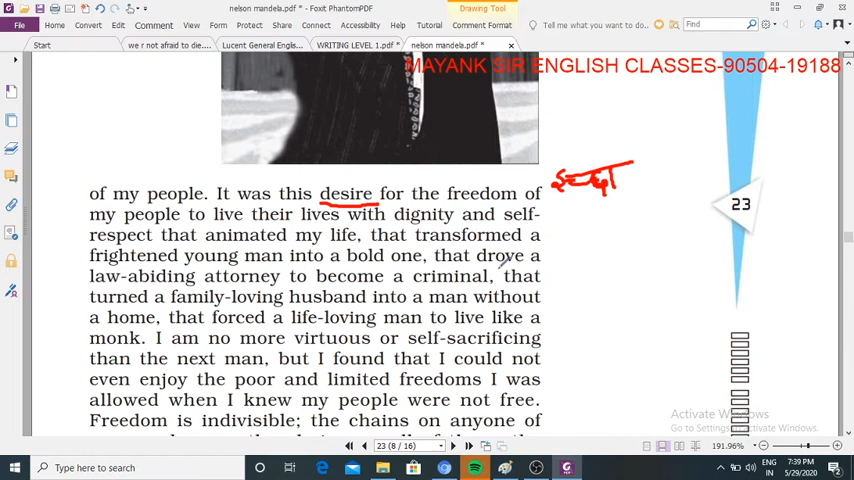 nelson mandela.pdf * - Foxit PhantomPDF
Drawing Tool
File
Home
Comment
View
Form
Protect
Share
Connect
Accessibility
Help
Tutorial
Comment Format
Tell me what you want to do...
Find
Start
we r not afraid to die....
Lucent General Engli...
WRITING LEVEL 1.pdf *
nelson mandela.pdf *
MAYANK SIR ENGLISH CLASSES-90504-19188
of my people. It was this desire for the freedom of
my people to live their lives with dignity and self-
respect that animated my life, that transformed a
frightened young man into a bold one, that drove a
law-abiding attorney to become a criminal, that
turned a family-loving husband into a man without
a home, that forced a life-loving man to live like a
monk. I am no more virtuous or self-sacrificing
than the next man, but I found that I could not
even enjoy the poor and limited freedoms I was
allowed when I knew my people were not free.
Freedom is indivisible; the chains on anyone of
23
Activate Windows
Go to Settings to activate Windows.
23 (8 / 16)
191.96%
Type here to search
ENG
IN
7:39 PM
5/29/2020
2